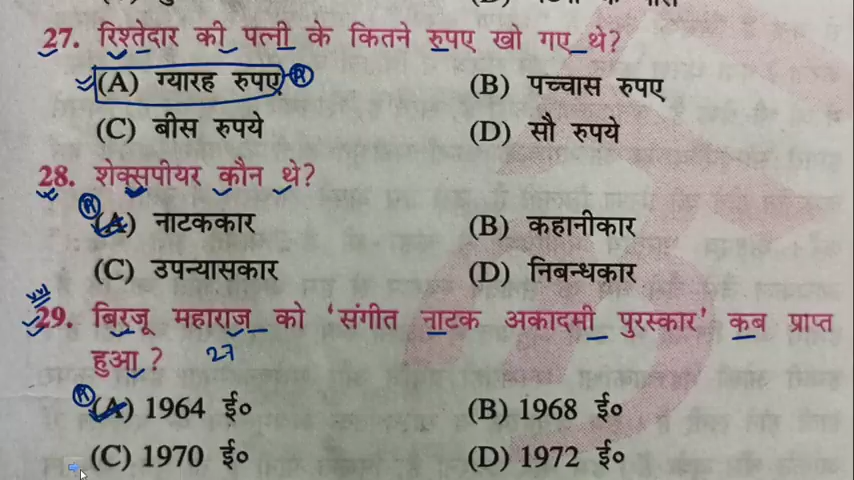 27. रिश्तेदार की पत्नी के कितने रुपए खो गए थे?
(A) ग्यारह रुपए (A) (B) पच्चास रुपए
(C) बीस रुपये (D) सौ रुपये
28. शेक्सपीयर कौन थे?
(A) (A) नाटककार (B) कहानीकार
(C) उपन्यासकार (D) निबन्धकार
29. बिरजू महाराज को ‘संगीत नाटक अकादमी पुरस्कार’ कब प्राप्त
हुआ ? 27
(A) (A) 1964 ई० (B) 1968 ई०
(C) 1970 ई० (D) 1972 ई०